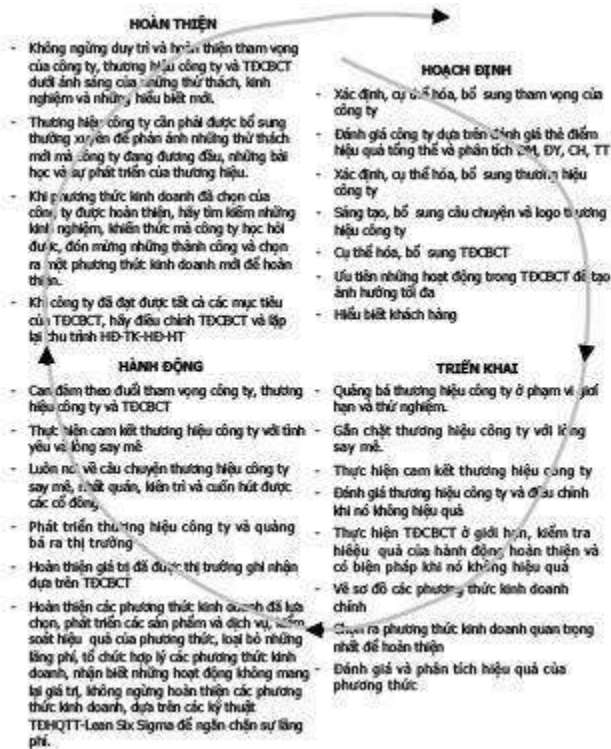 HOÀN THIỆN
- Không ngừng duy trì và hoàn thiện tham vọng
của công ty, thương hiệu công ty và TĐCBCT
dưới ánh sáng của những thử thách, kinh
nghiệm và những hiểu biết mới.
- Thương hiệu công ty cần phải được bổ sung
thường xuyên để phản ánh những thử thách
mới mà công ty đang đương đầu, những bài
học và sự phát triển của thương hiệu.
- Khi phương thức kinh doanh đã chọn của
công ty được hoàn thiện, hãy tìm kiếm những
kinh nghiệm, khiến thức mà công ty học hỏi
được, đón mừng những thành công và chọn
ra một phương thức kinh doanh mới để hoàn
thiện.
- Khi công ty đã đạt được tất cả các mục tiêu
của TĐCBCT, hãy điều chỉnh TĐCBCT và lặp
lại chu trình HĐ-TK-HĐ-HT
HOẠCH ĐỊNH
- Xác định, cụ thể hóa, bổ sung tham vọng của
công ty
- Đánh giá công ty dựa trên đánh giá thẻ điểm
hiệu quả tổng thể và phân tích ĐM, ĐY, CH, TT
- Xác định, cụ thể hóa, bổ sung thương hiệu
công ty
- Sáng tạo, bổ sung câu chuyện và logo thương
hiệu công ty
- Cụ thể hóa, bổ sung TĐCBCT
- Ưu tiên những hoạt động trong TĐCBCT để tạo
ảnh hưởng tối đa
- Hiểu biết khách hàng
HÀNH ĐỘNG
- Can đảm theo đuổi tham vọng công ty, thương
hiệu công ty và TĐCBCT
- Thực hiện cam kết thương hiệu công ty với tình
yêu và lòng say mê
- Luôn nói về câu chuyện thương hiệu công ty
say mê, nhất quán, kiên trì và cuốn hút được
các cổ đông
- Phát triển thương hiệu công ty và quảng
bá ra thị trường
- Hoàn thiện giá trị đã được thị trường ghi nhận
dựa trên TĐCBCT
- Hoàn thiện các phương thức kinh doanh đã lựa
chọn, phát triển các sản phẩm và dịch vụ, kiểm
soát hiệu quả của phương thức, loại bỏ những
lãng phí, tổ chức hợp lý các phương thức kinh
doanh, nhận biết những hoạt động không mang
lại giá trị, không ngừng hoàn thiện các phương
thức kinh doanh, dựa trên các kỹ thuật
TĐHQTT-Lean Six Sigma để ngăn chặn sự lãng
phí.
TRIỂN KHAI
- Quảng bá thương hiệu công ty ở phạm vi giới
hạn và thử nghiệm.
- Gắn chặt thương hiệu công ty với lòng
say mê.
- Thực hiện cam kết thương hiệu công ty
- Đánh giá thương hiệu công ty và điều chỉnh
khi nó không hiệu quả
- Thực hiện TĐCBCT ở giới hạn, kiểm tra
hiệêu quả của hành động hoàn thiện và
có biện pháp khi nó không hiệu quả
- Vẽ sơ đồ các phương thức kinh doanh
chính
- Chọn ra phương thức kinh doanh quan trọng
nhất để hoàn thiện
- Đánh giá và phân tích hiệu quả của
phương thức